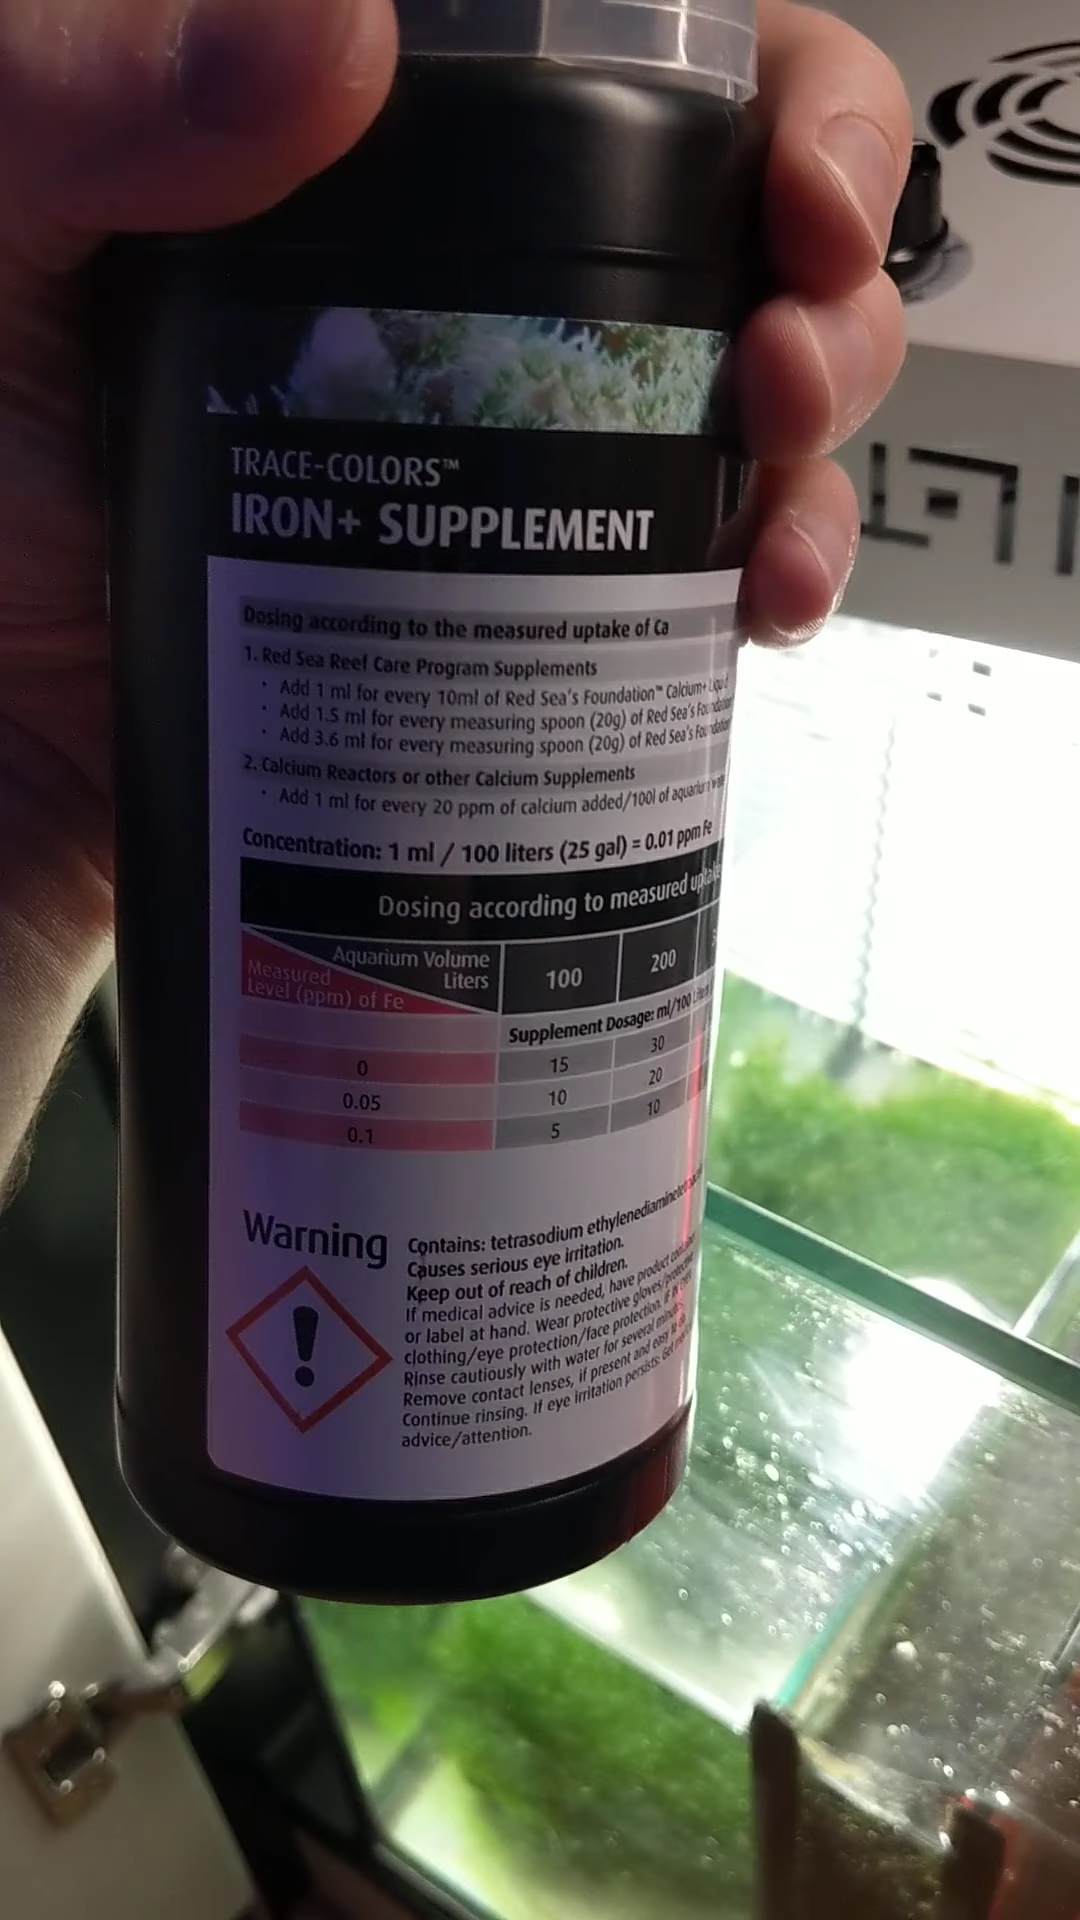 TRACE-COLORS™
IRON+ SUPPLEMENT
Dosing according to the measured uptake of Ca
1. Red Sea Reef Care Program Supplements
· Add 1 ml for every 10ml of Red Sea's Foundation™ Calcium+
· Add 1.5 ml for every measuring spoon (20g) of Red Sea's
· Add 3.6 ml for every measuring spoon (20g) of Red Sea's
2. Calcium Reactors or other Calcium Supplements
· Add 1 ml for every 20 ppm of calcium added/100l of aquarium
Concentration: 1 ml / 100 liters (25 gal) = 0.01 ppm Fe
Dosing according to measured
Aquarium Volume
Liters
Measured
Level (ppm) of Fe
100 200
Supplement Dosage: ml/100
0 15 30
0.05 10 20
0.1 5 10
Warning
Contains: tetrasodium
Causes serious eye irritation.
Keep out of reach of children.
If medical advice is needed, have product
or label at hand. Wear protective gloves/
clothing/eye protection/face protection.
Rinse cautiously with water for several
Remove contact lenses, if present and easy
Continue rinsing. If eye irritation persists:
advice/attention.